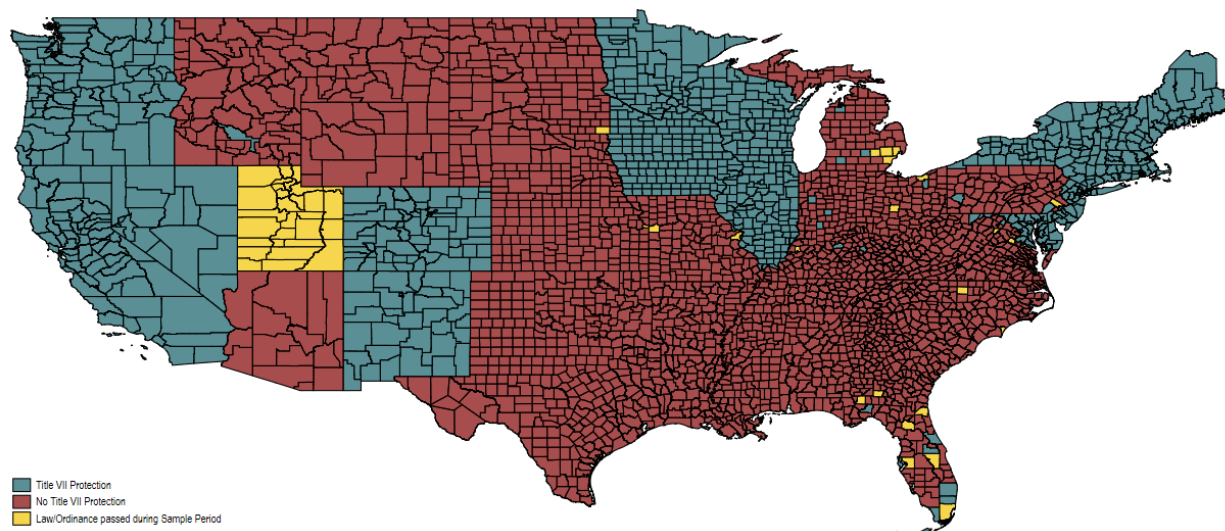 Title VII Protection
No Title VII Protection
Law/Ordinance passed during Sample Period